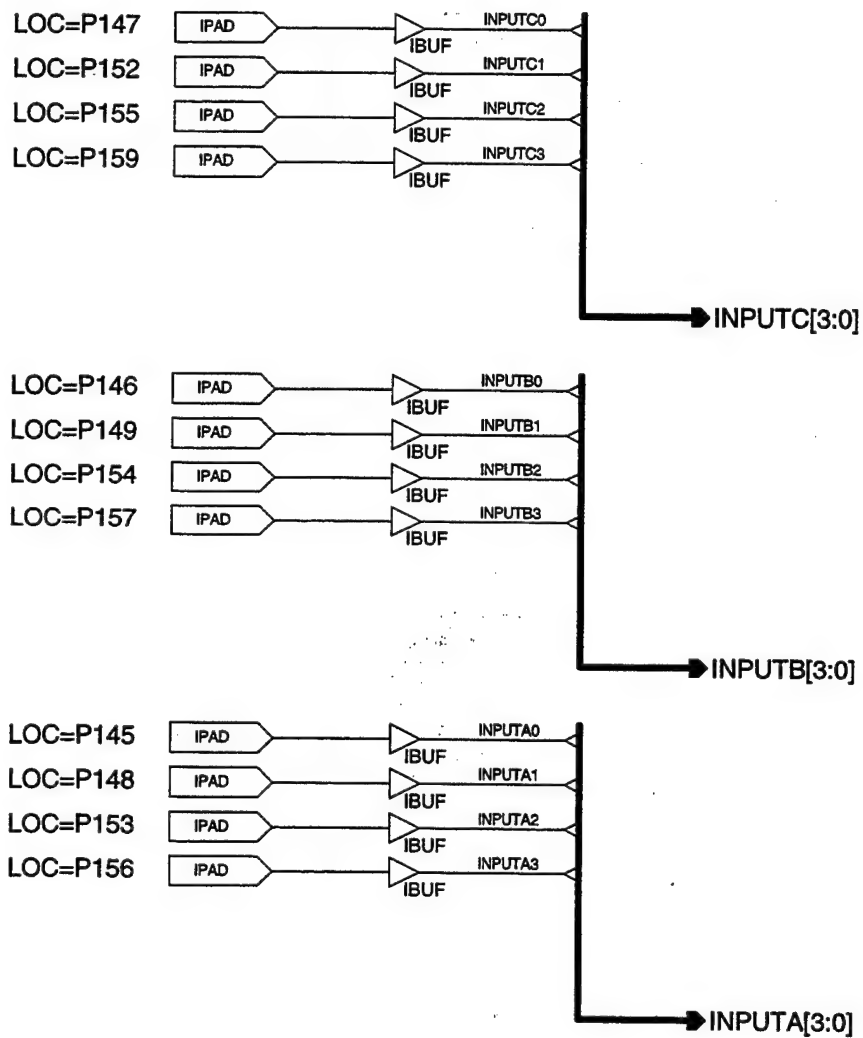 LOC=P147 IPAD IBUF INPUTC0
LOC=P152 IPAD IBUF INPUTC1
LOC=P155 IPAD IBUF INPUTC2
LOC=P159 IPAD IBUF INPUTC3
INPUTC[3:0]
LOC=P146 IPAD IBUF INPUTB0
LOC=P149 IPAD IBUF INPUTB1
LOC=P154 IPAD IBUF INPUTB2
LOC=P157 IPAD IBUF INPUTB3
INPUTB[3:0]
LOC=P145 IPAD IBUF INPUTA0
LOC=P148 IPAD IBUF INPUTA1
LOC=P153 IPAD IBUF INPUTA2
LOC=P156 IPAD IBUF INPUTA3
INPUTA[3:0]